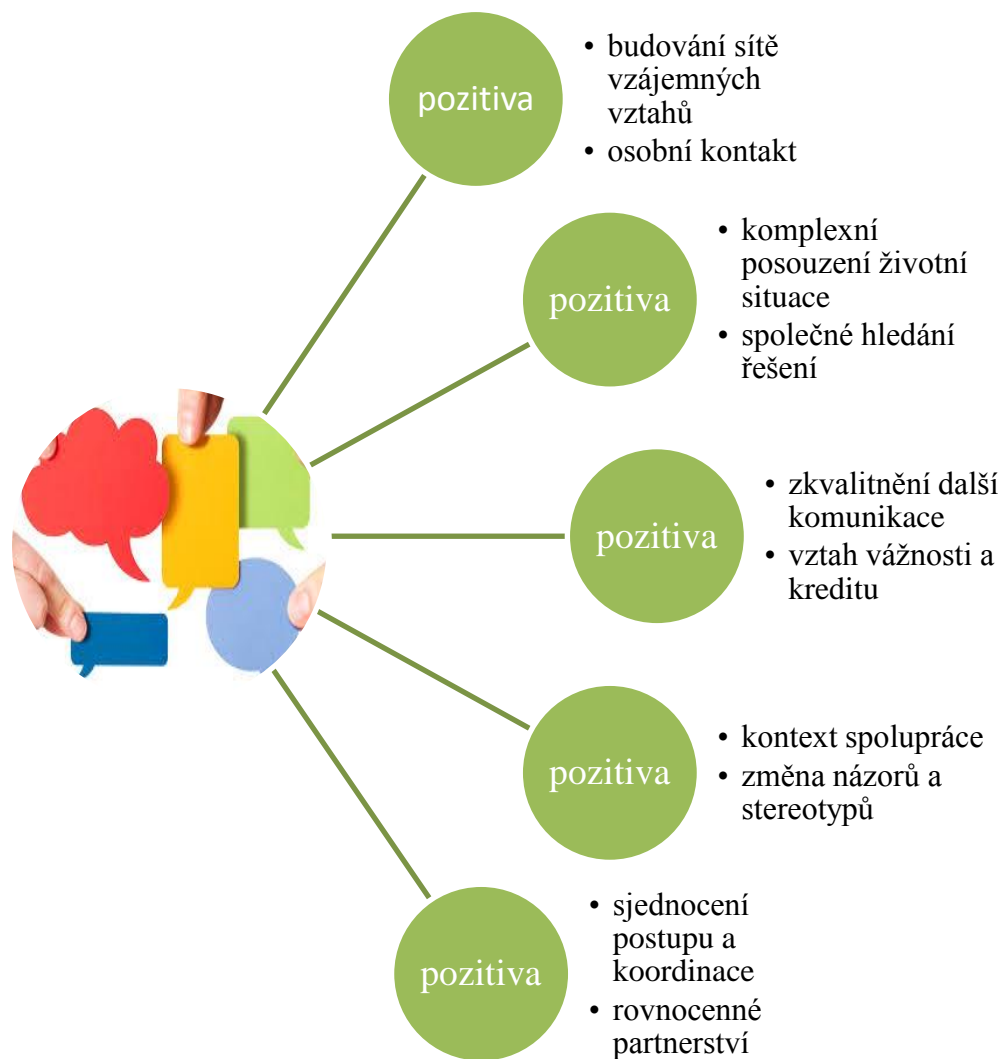 pozitiva
• budování sítě
vzájemných
vztahů
• osobní kontakt
pozitiva
• komplexní
posouzení životní
situace
• společné hledání
řešení
pozitiva
• zkvalitnění další
komunikace
• vztah vážnosti a
kreditu
pozitiva
• kontext spolupráce
• změna názorů a
stereotypů
pozitiva
• sjednocení
postupu a
koordinace
• rovnocenné
partnerství